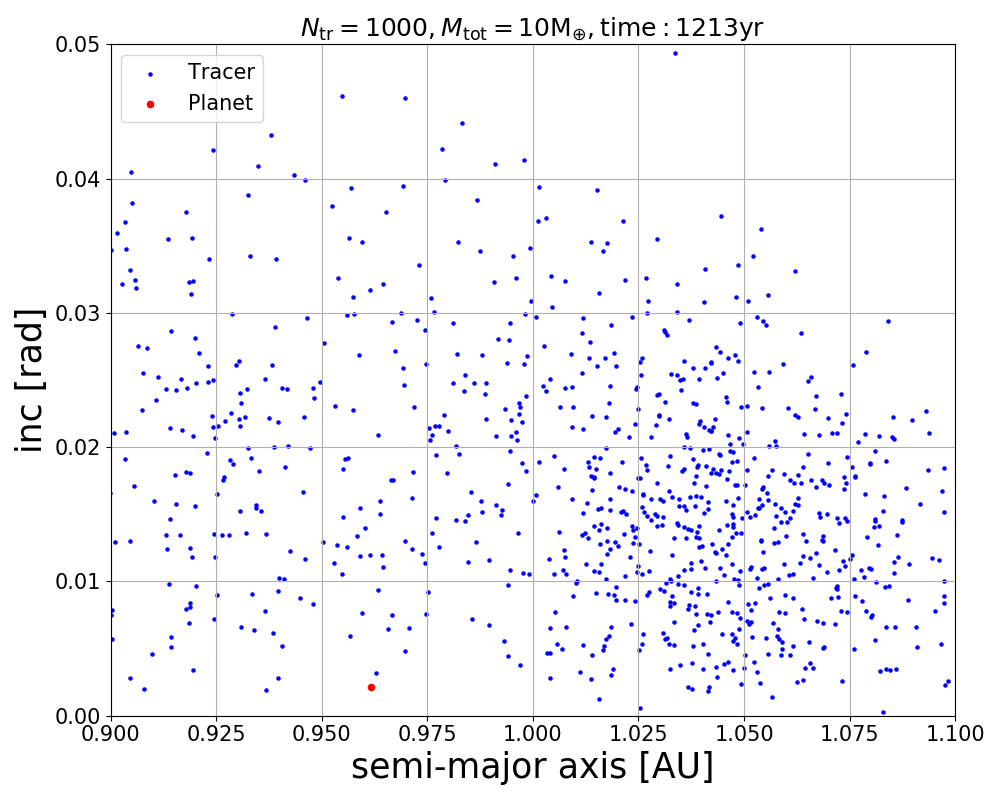 N_tr = 1000, M_tot = 10M_⊕, time : 1213yr
0.05
Tracer
Planet
0.04
0.03
inc [rad]
0.02
0.01
0.00
0.900 0.925 0.950 0.975 1.000 1.025 1.050 1.075 1.100
semi-major axis [AU]